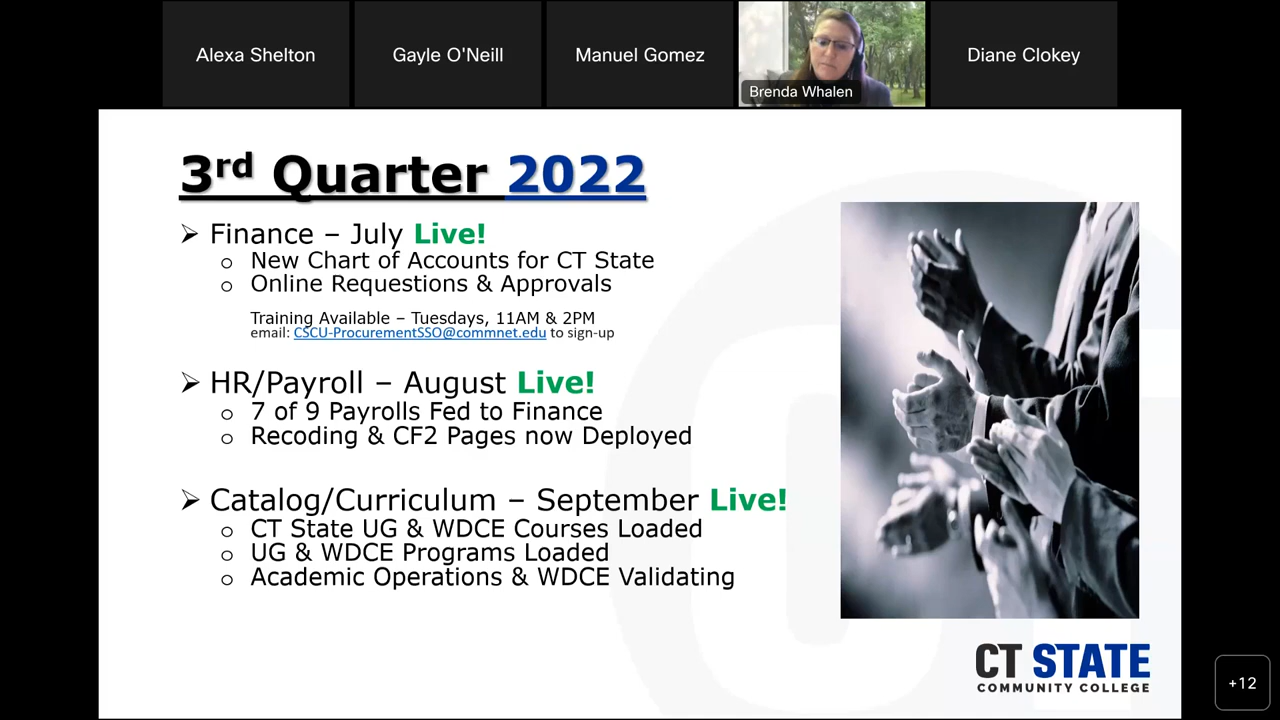 Alexa Shelton
Gayle O'Neill
Manuel Gomez
Brenda Whalen
Diane Clokey
3rd Quarter 2022
➢ Finance – July Live!
o New Chart of Accounts for CT State
o Online Requestions & Approvals
Training Available – Tuesdays, 11AM & 2PM
email: CSCU-ProcurementSSO@commnet.edu to sign-up
➢ HR/Payroll – August Live!
o 7 of 9 Payrolls Fed to Finance
o Recoding & CF2 Pages now Deployed
➢ Catalog/Curriculum – September Live!
o CT State UG & WDCE Courses Loaded
o UG & WDCE Programs Loaded
o Academic Operations & WDCE Validating
CT STATE
COMMUNITY COLLEGE
+12